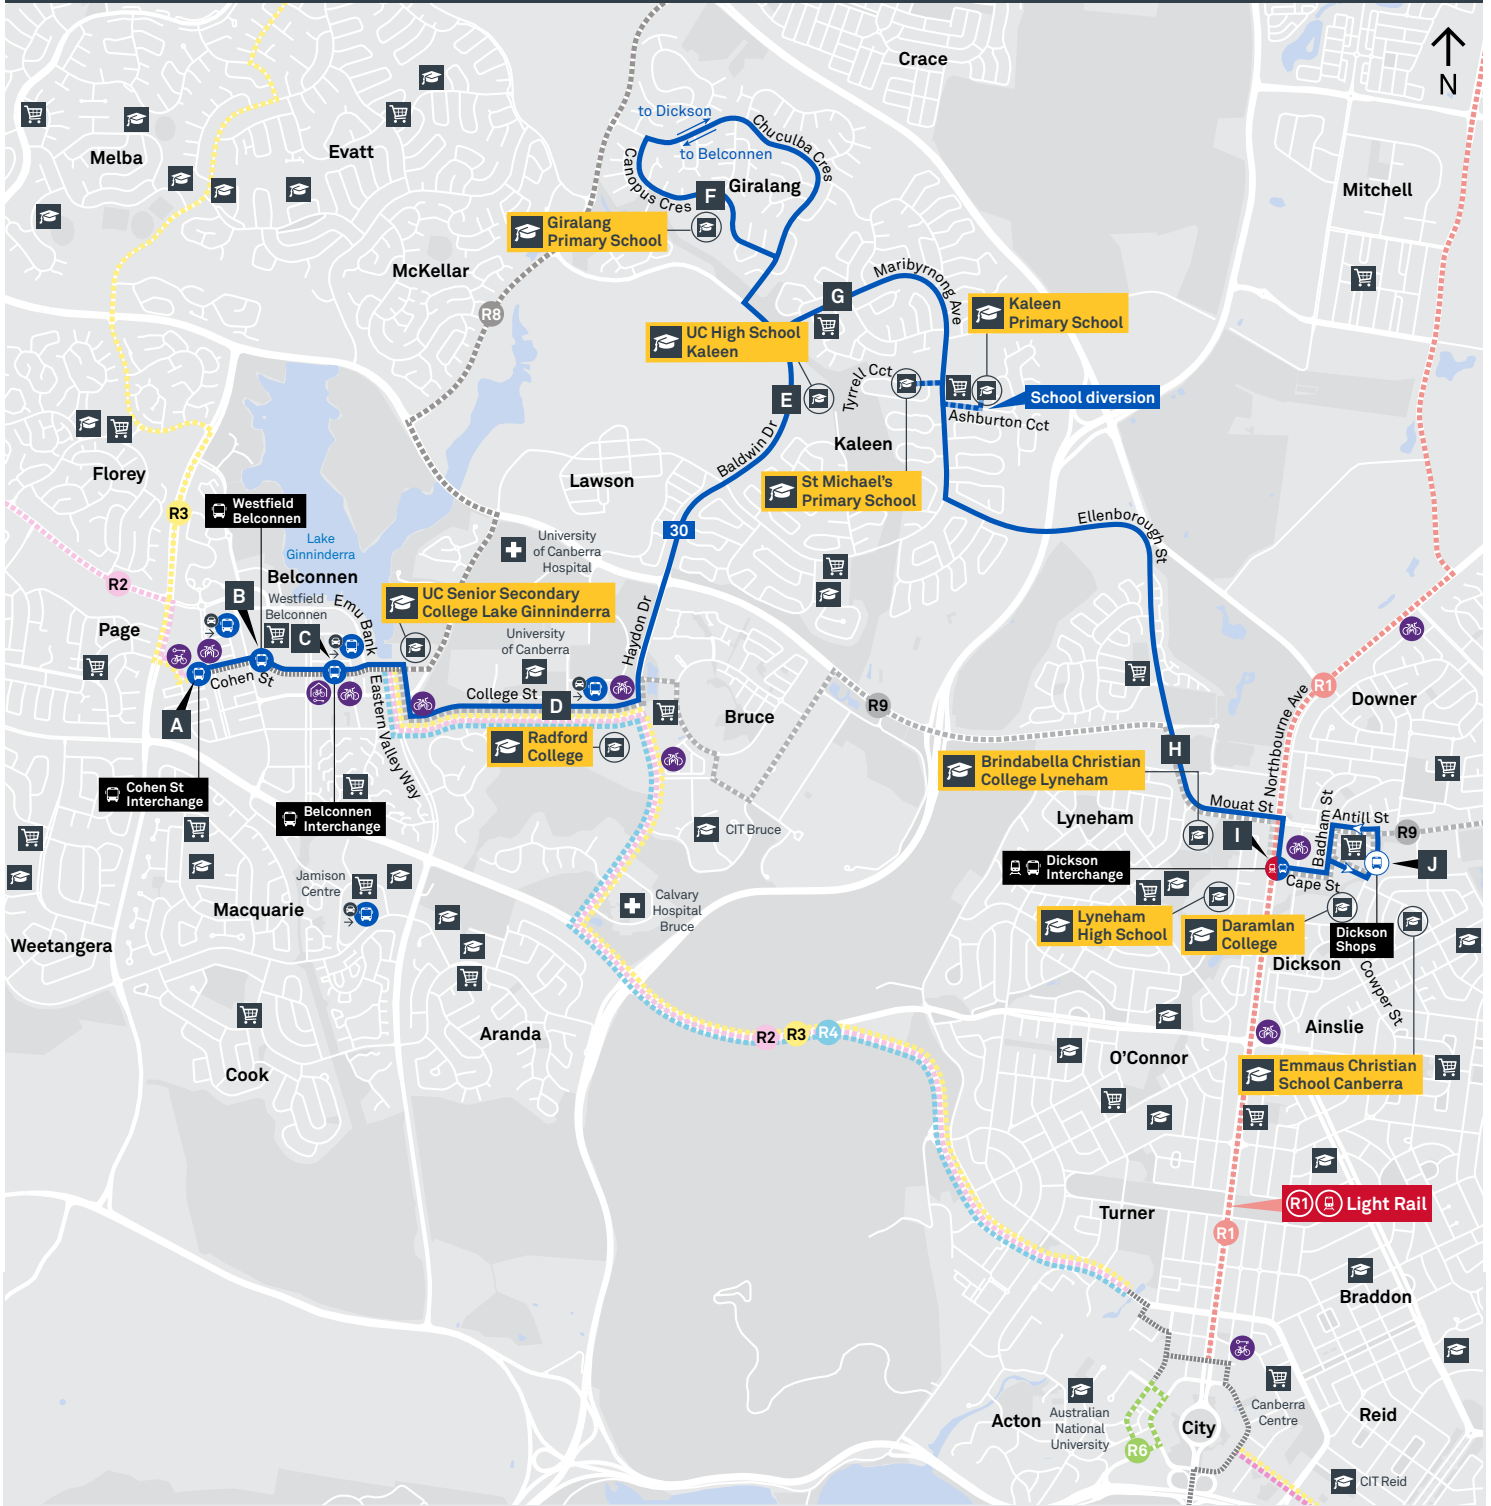 Crace
N
to Dickson
Chuculba Cres
to Belconnen
Canopus Cres
F
Giralang
Melba
Evatt
Mitchell
Giralang
Primary School
McKellar
R8
Maribyrnong Ave
G
Kaleen
Primary School
UC High School
Kaleen
Tyrrell Cct
E
School diversion
Ashburton Cct
Baldwin Dr
Kaleen
Florey
Lawson
St Michael's
Primary School
R3
Westfield
Belconnen
30
Ellenborough St
Lake
Ginninderra
University
of Canberra
Hospital
R2
Belconnen
B
Westfield
Belconnen
C
Emu Bank
UC Senior Secondary
College Lake Ginninderra
Page
University
of Canberra
Haydon Dr
Cohen St
College St
D
A
Eastern Valley Way
Bruce
R9
R1
Downer
Northbourne Ave
Radford
College
H
Brindabella Christian
College Lyneham
Cohen St
Interchange
Belconnen
Interchange
Mouat St
Lyneham
Badham St
Antill St
R9
CIT Bruce
I
Dickson
Interchange
J
Cape St
Jamison
Centre
Macquarie
Calvary
Hospital
Bruce
Lyneham
High School
Daramlan
College
Dickson
Shops
Weetangera
Dickson
Cowper St
Aranda
R2
R3
R4
Ainslie
O'Connor
Cook
Emmaus Christian
School Canberra
R1
Light Rail
Turner
R1
Braddon
Acton
Australian
National
University
City
Canberra
Centre
Reid
R6
CIT Reid